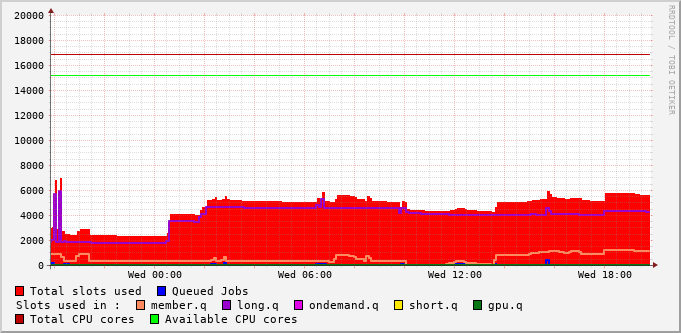 20000
18000
16000
14000
12000
10000
8000
6000
4000
2000
0
Wed 00:00 Wed 06:00 Wed 12:00 Wed 18:00
RRDTOOL / TOBI OETIKER
Total slots used Queued Jobs
Slots used in : member.q long.q ondemand.q short.q gpu.q
Total CPU cores Available CPU cores